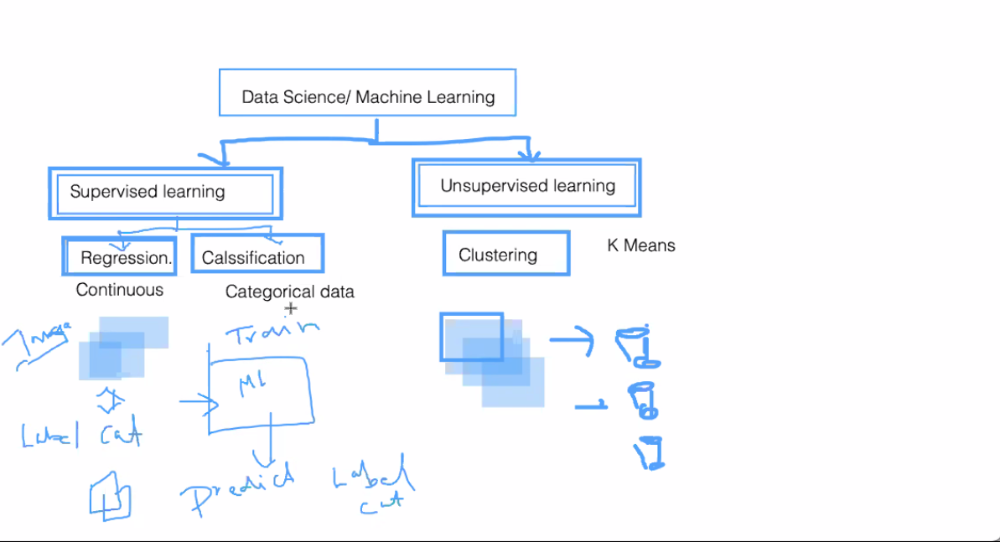 Data Science/ Machine Learning
Supervised learning
Unsupervised learning
Regression.
Calssification
Clustering
K Means
Continuous
Categorical data
Image
Train
ML
Label Cat
Predict
Label
cat